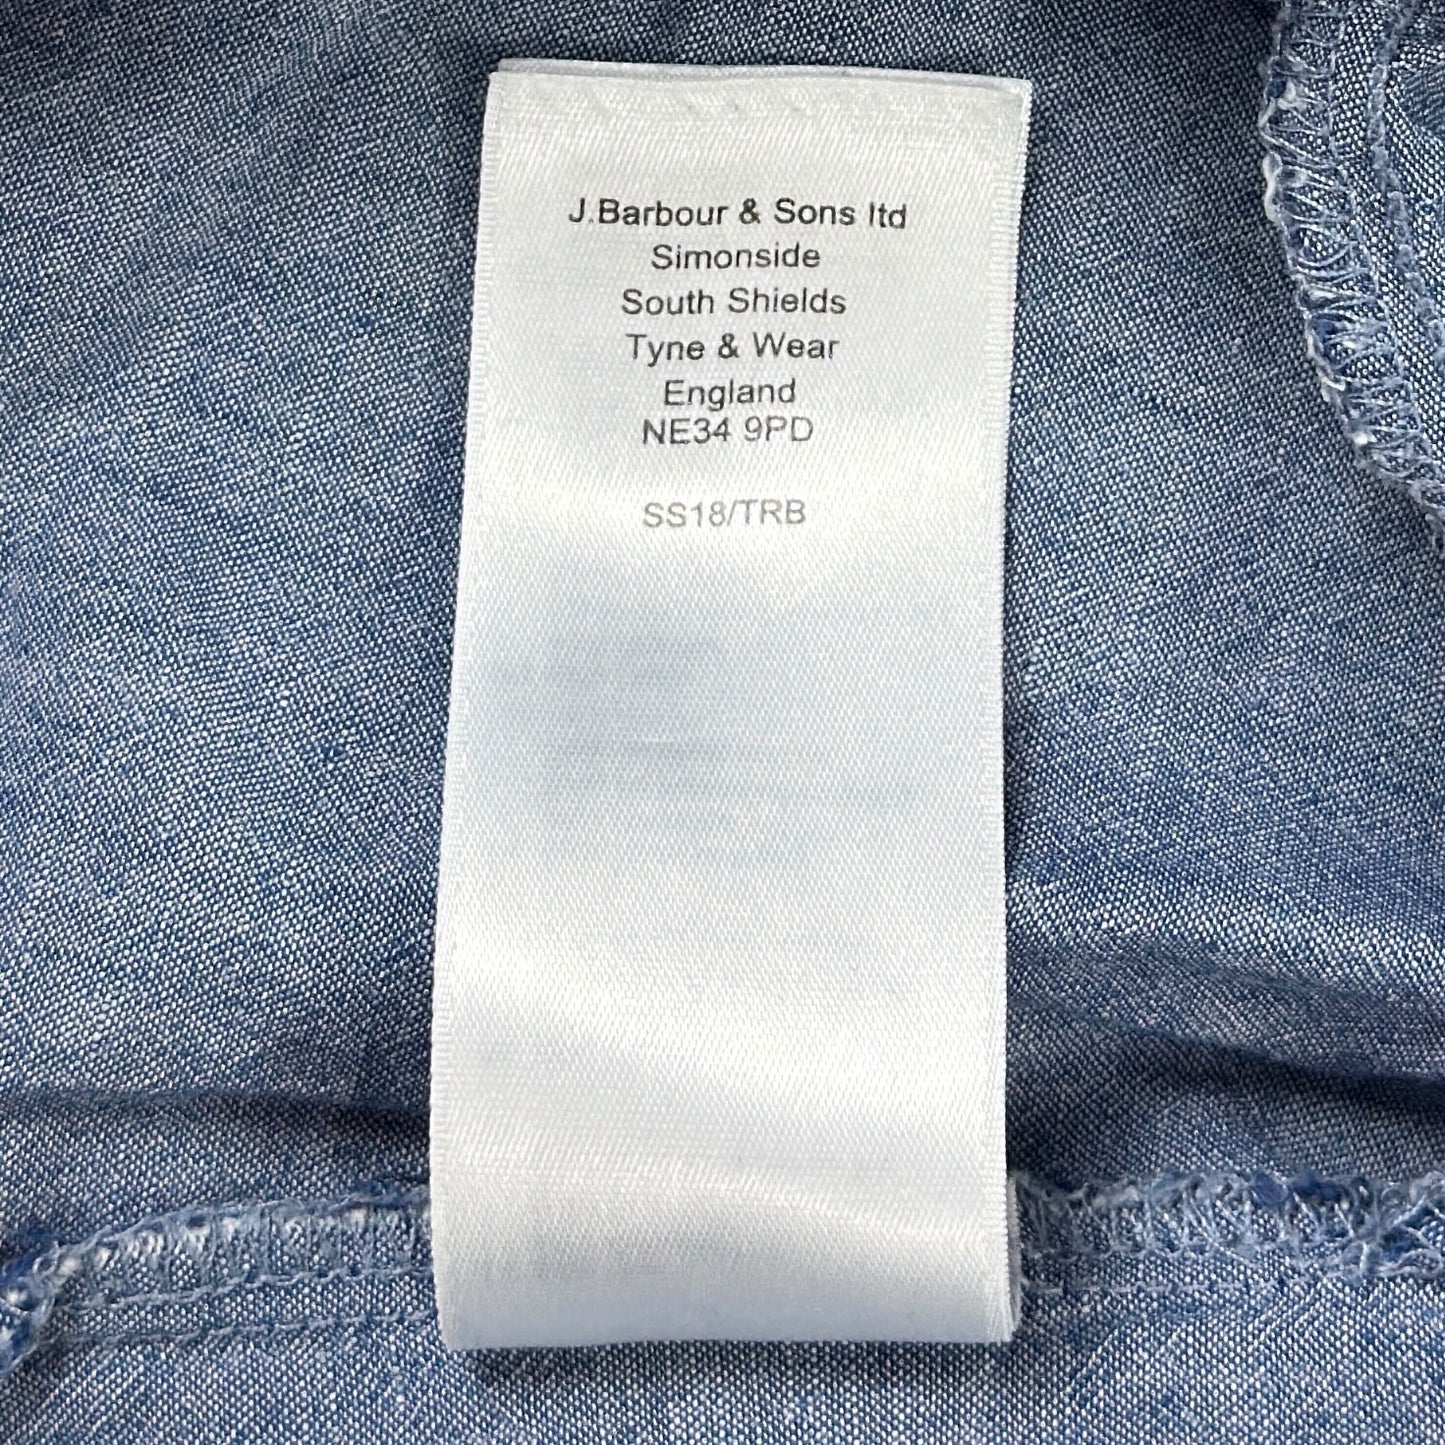 J.Barbour & Sons ltd
Simonside
South Shields
Tyne & Wear
England
NE34 9PD
SS18/TRB